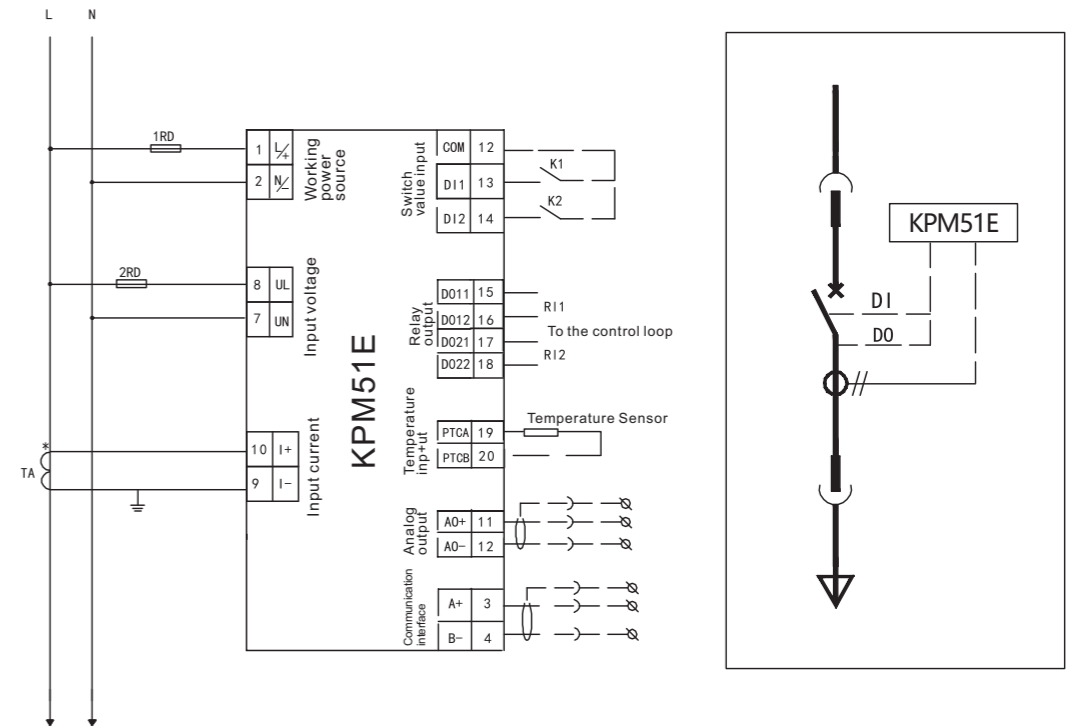 L N
1RD
1 L/+
2 N/-
Working
power
source
2RD
8 UL
7 UN
Input voltage
*
TA
10 I+
9 I-
Input current
KPM51E
Switch
value input
COM 12
DI1 13
DI2 14
K1
K2
Relay
output
DO11 15
DO12 16
DO21 17
DO22 18
RI1
To the control loop
RI2
Temperature
inp+ut
PTCA 19
PTCB 20
Temperature Sensor
Analog
output
AO+ 11
AO- 12
Communication
interface
A+ 3
B- 4
KPM51E
DI
DO